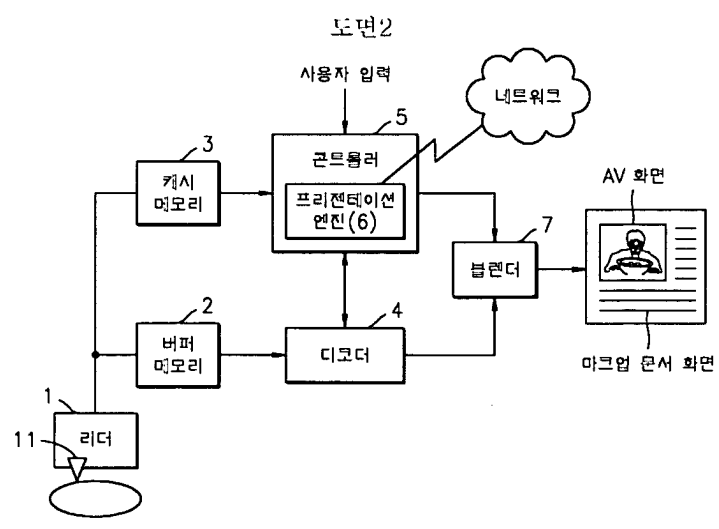 도면2
사용자 입력
네트워크
5
콘트롤러
3
캐시
메모리
프리젠테이션
엔진(6)
AV 화면
7
블렌더
2
버퍼
메모리
4
디코더
마크업 문서 화면
1
리더
11